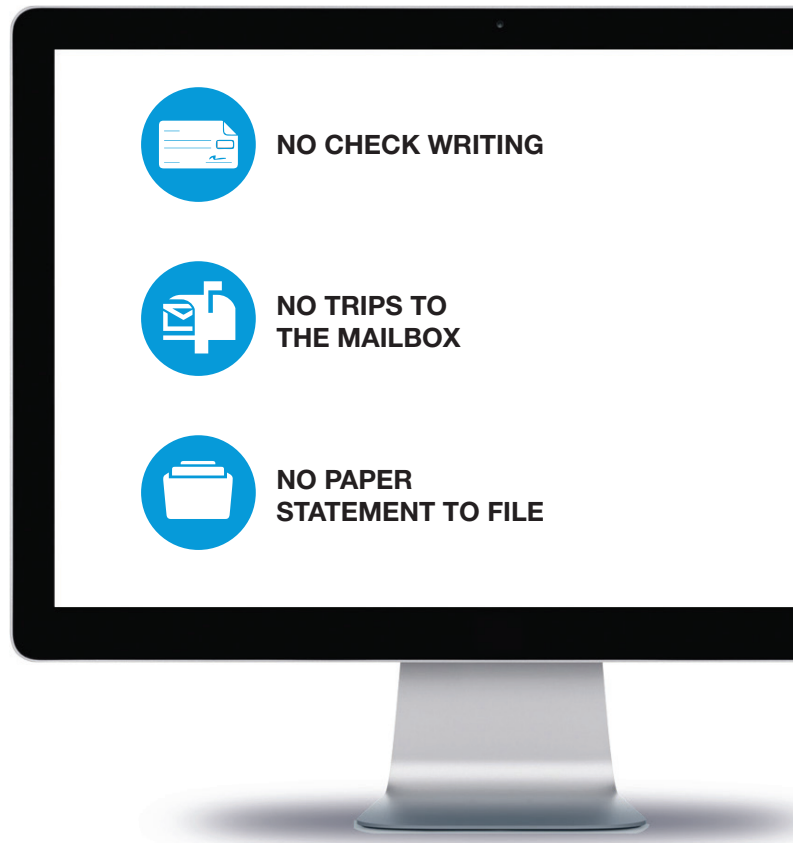 NO CHECK WRITING
NO TRIPS TO
THE MAILBOX
NO PAPER
STATEMENT TO FILE